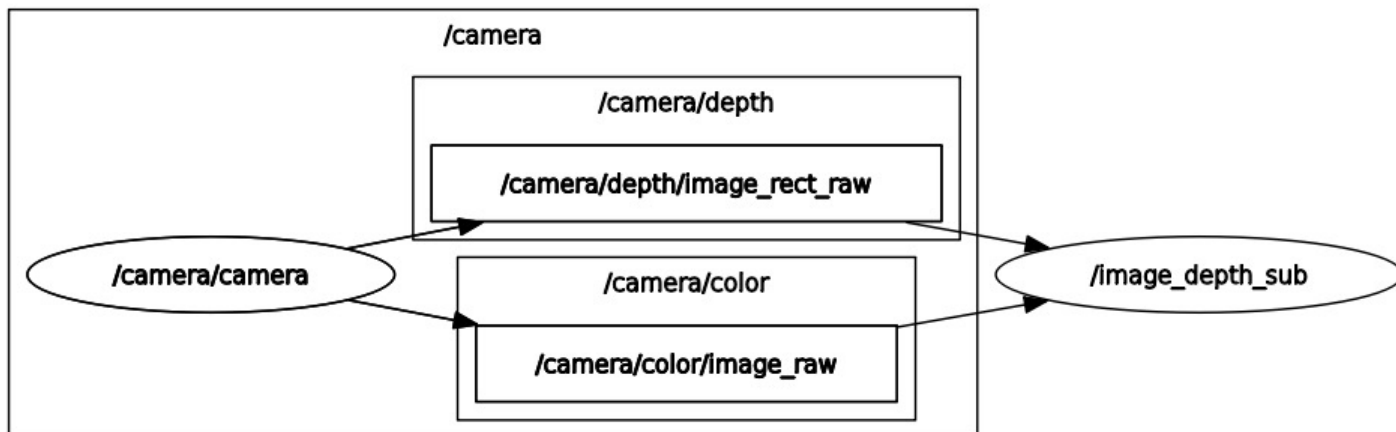 /camera
/camera/depth
/camera/depth/image_rect_raw
/camera/camera
/image_depth_sub
/camera/color
/camera/color/image_raw